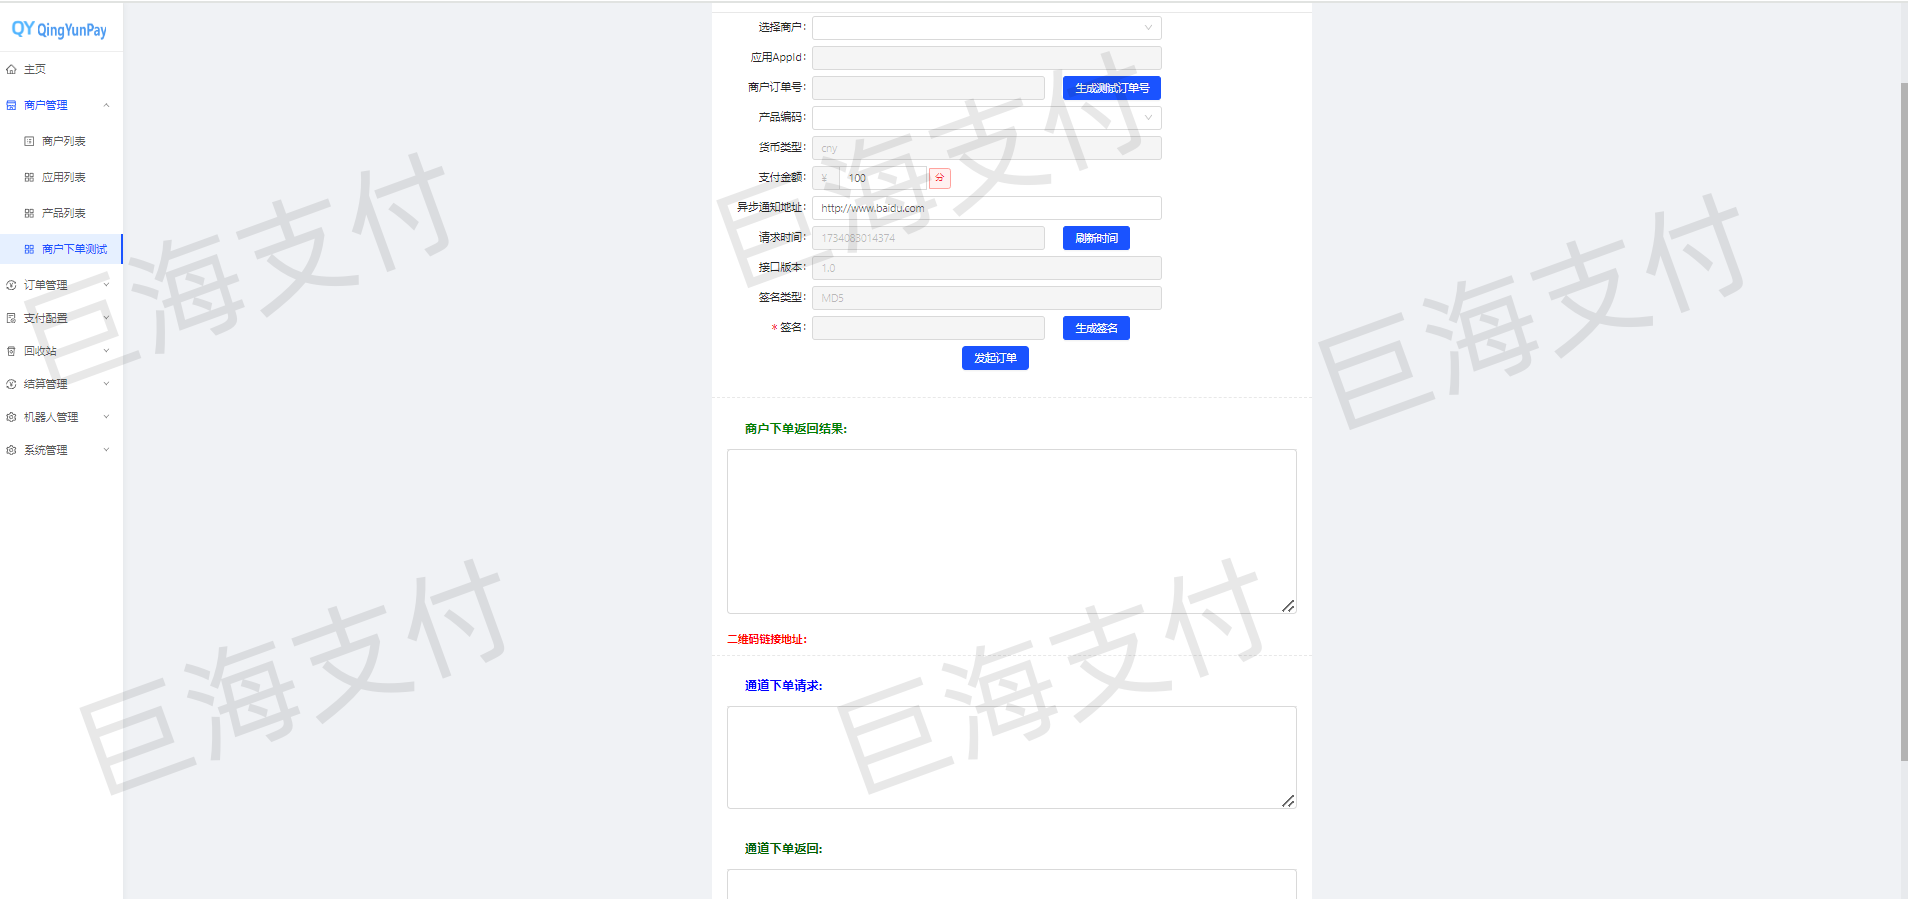 QY QingYunPay
主页
商户管理
商户列表
应用列表
产品列表
商户下单测试
订单管理
支付配置
回收站
结算管理
机器人管理
系统管理
选择商户:
应用AppId:
商户订单号: 生成测试订单号
产品编码:
货币类型: cny
支付金额: ¥ 100 分
异步通知地址: http://www.baidu.com
请求时间: 1734083014374 刷新时间
接口版本: 1.0
签名类型: MD5
* 签名: 生成签名
发起订单
商户下单返回结果:
二维码链接地址:
通道下单请求:
通道下单返回:
巨海支付
巨海支付
巨海支付
巨海支付
巨海支付